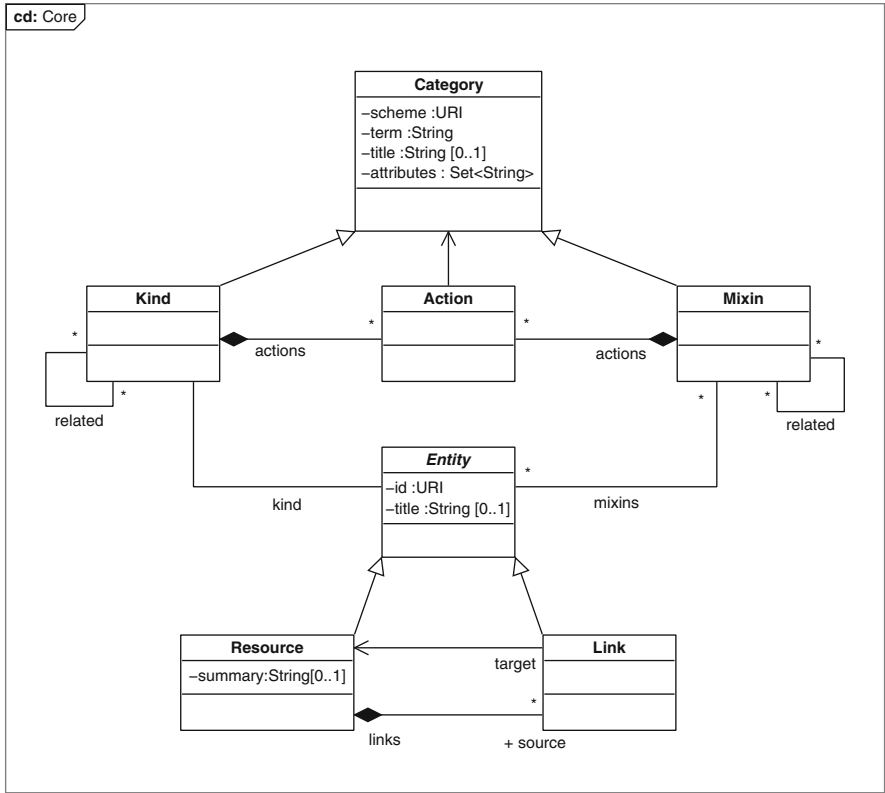 cd: Core
Category
–scheme :URI
–term :String
–title :String [0..1]
–attributes : Set<String>
Kind
Action
Mixin
*
*
*
*
actions
actions
*
*
*
related
*
related
Entity
–id :URI
–title :String [0..1]
*
kind
mixins
Resource
–summary:String[0..1]
Link
target
*
links
+ source